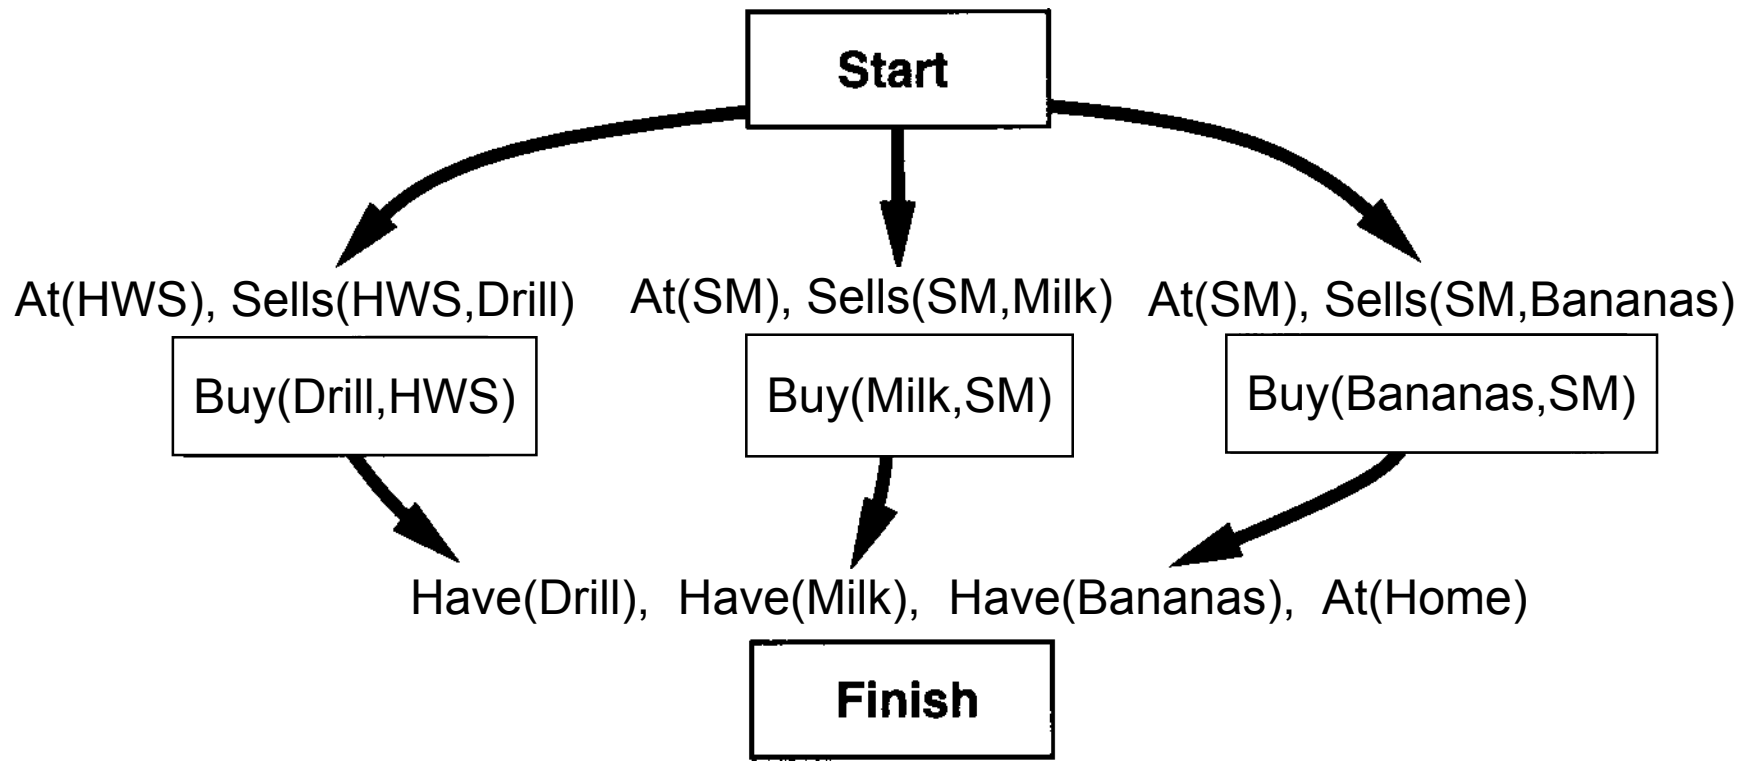 Start
At(HWS), Sells(HWS,Drill) At(SM), Sells(SM,Milk) At(SM), Sells(SM,Bananas)
Buy(Drill,HWS) Buy(Milk,SM) Buy(Bananas,SM)
Have(Drill), Have(Milk), Have(Bananas), At(Home)
Finish